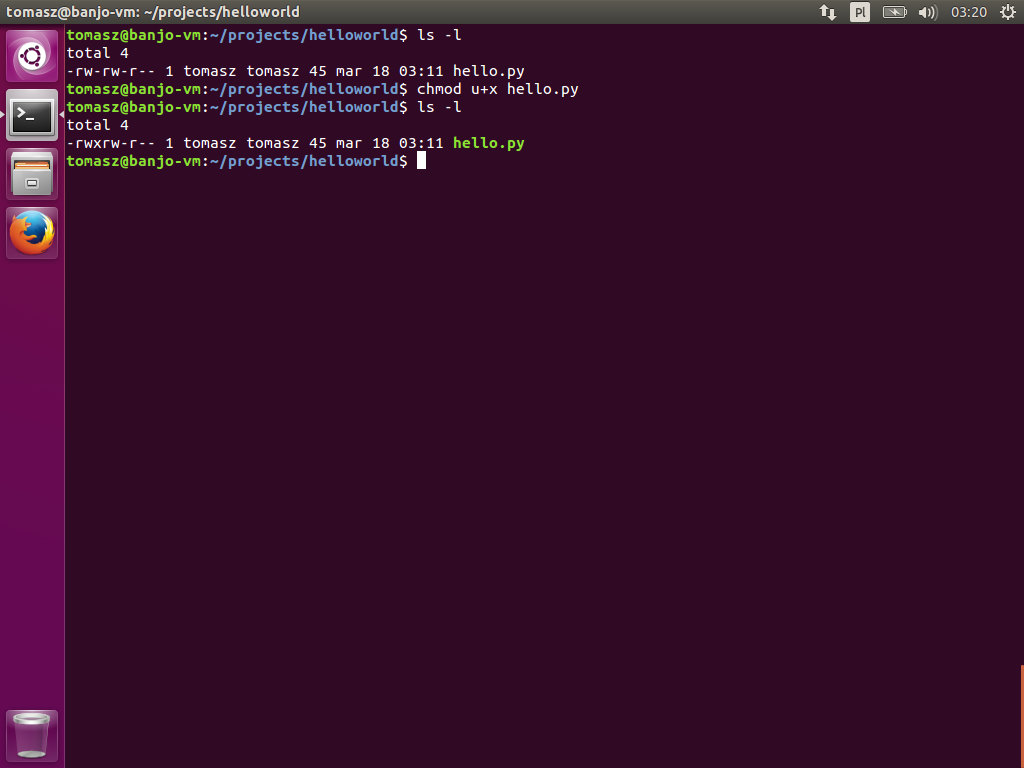 tomasz@banjo-vm: ~/projects/helloworld Pl 03:20
tomasz@banjo-vm:~/projects/helloworld$ ls -l
total 4
-rw-rw-r-- 1 tomasz tomasz 45 mar 18 03:11 hello.py
tomasz@banjo-vm:~/projects/helloworld$ chmod u+x hello.py
tomasz@banjo-vm:~/projects/helloworld$ ls -l
total 4
-rwxrw-r-- 1 tomasz tomasz 45 mar 18 03:11 hello.py
tomasz@banjo-vm:~/projects/helloworld$